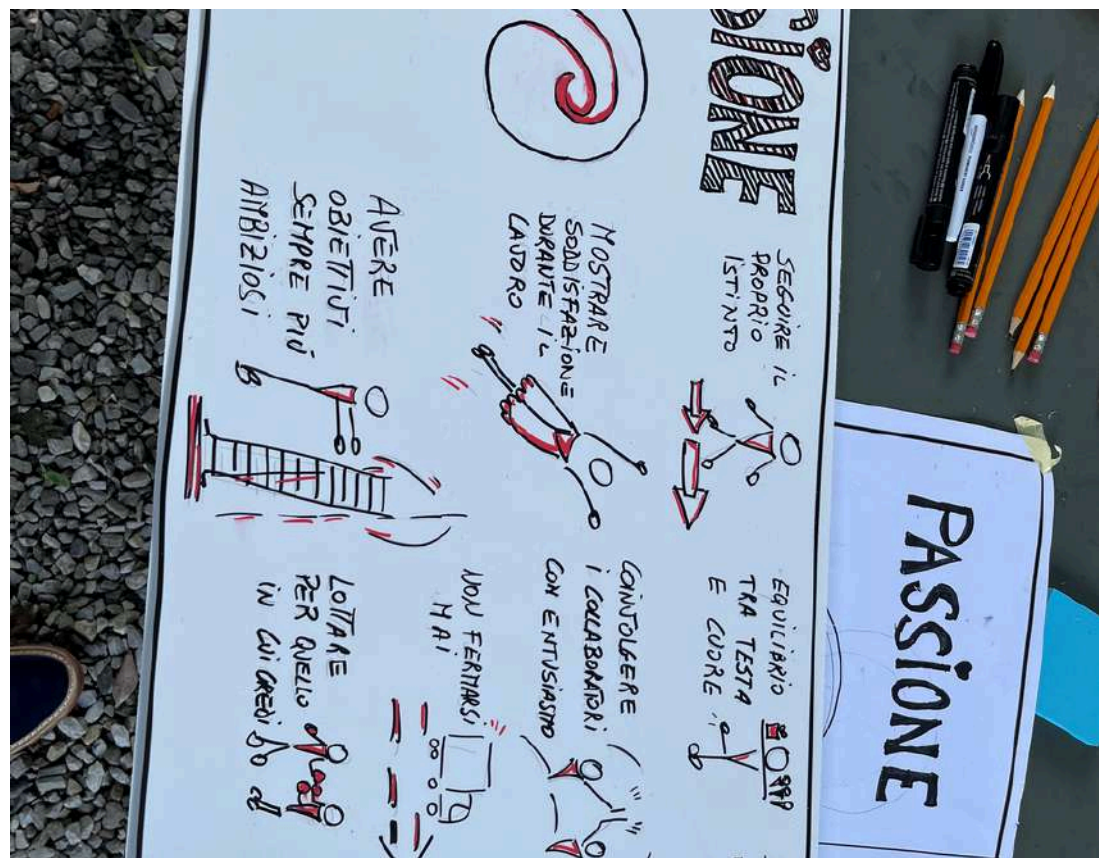 SIONE
SEGUIRE IL
PROPRIO
ISTINTO
EQUILIBRIO
TRA TESTA
E CUORE
MOSTRARE
SODDISFAZIONE
DURANTE IL
LAVORO
COINVOLGERE
I COLLABORATORI
CON ENTUSIASMO
AVERE
OBIETTIVI
SEMPRE PIÙ
AMBIZIOSI
NON FERMARSI
MAI
LOTTARE
PER QUELLO
IN CUI CREDI
PASSIONE